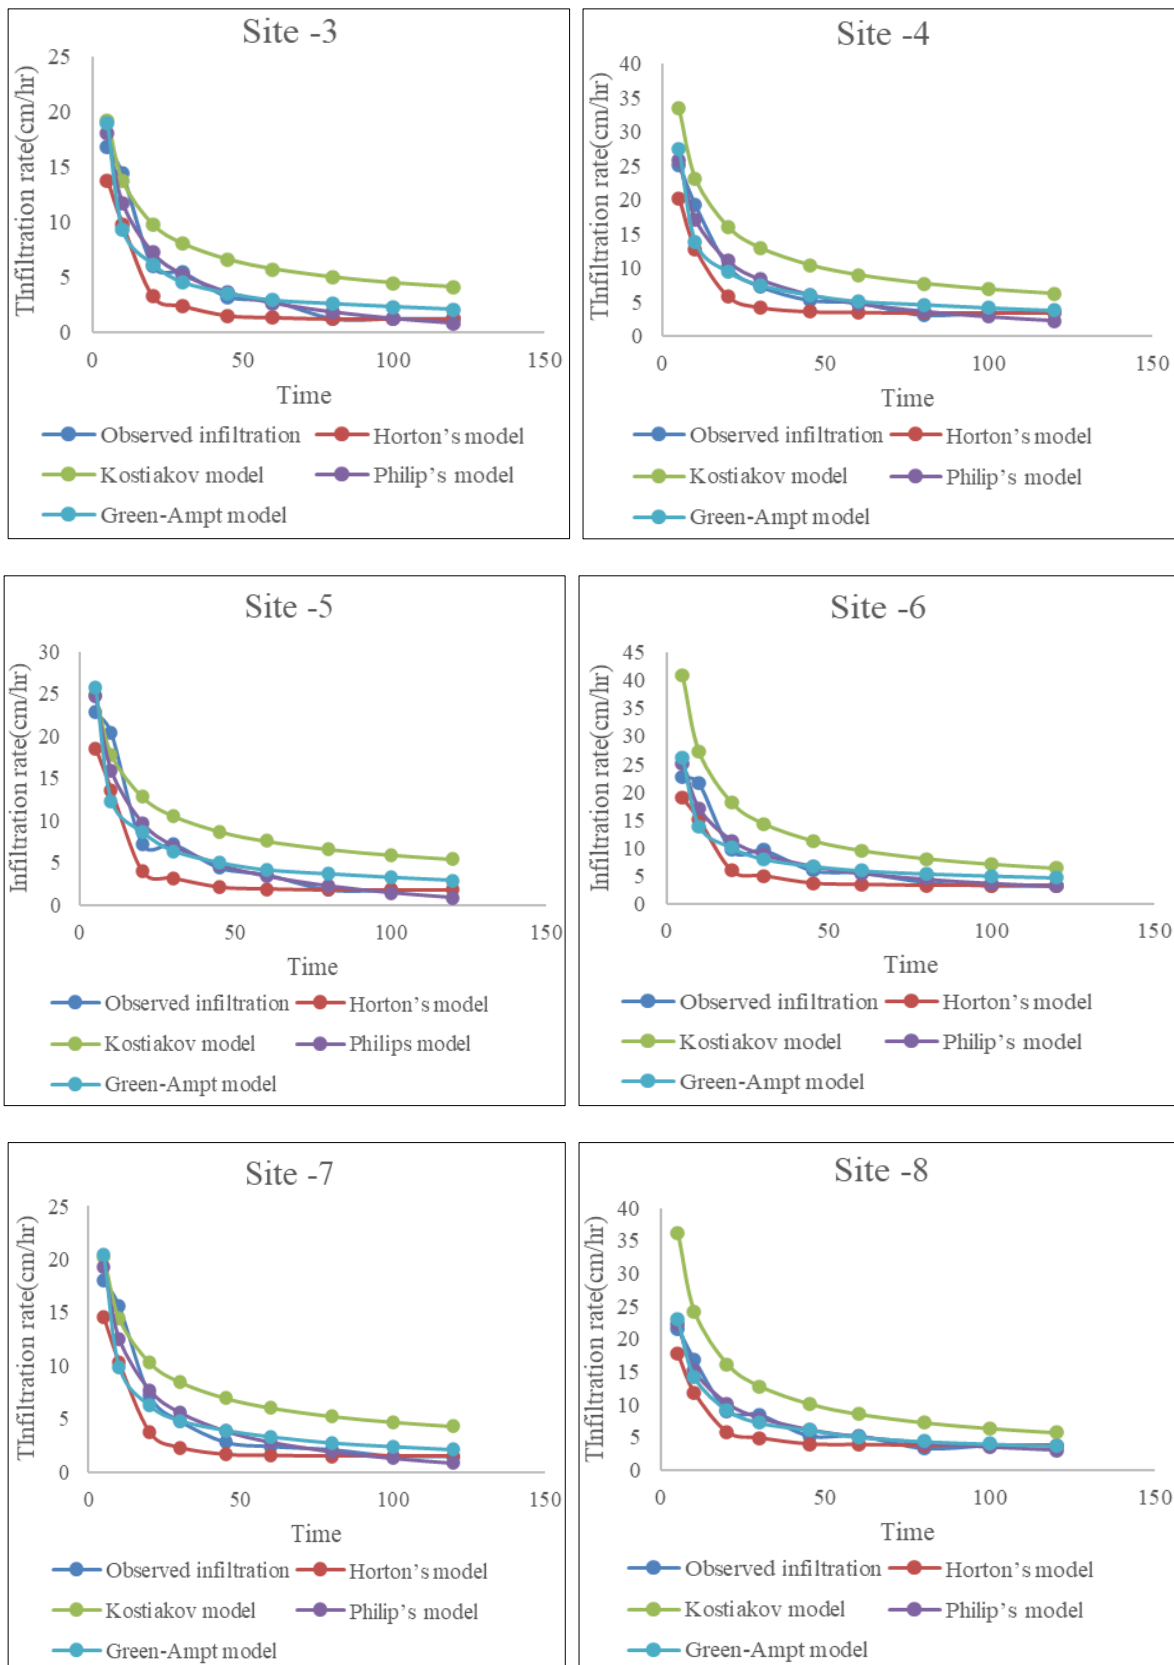 Site -3
TInfiltration rate(cm/hr)
25
20
15
10
5
0
0 50 100 150
Time
Observed infiltration Horton’s model
Kostiakov model Philip’s model
Green-Ampt model
Site -4
TInfiltration rate(cm/hr)
40
35
30
25
20
15
10
5
0
0 50 100 150
Time
Observed infiltration Horton’s model
Kostiakov model Philip’s model
Green-Ampt model
Site -5
Infiltration rate(cm/hr)
30
25
20
15
10
5
0
0 50 100 150
Time
Observed infiltration Horton’s model
Kostiakov model Philips model
Green-Ampt model
Site -6
Infiltration rate(cm/hr)
45
40
35
30
25
20
15
10
5
0
0 50 100 150
Time
Observed infiltration Horton’s model
Kostiakov model Philip’s model
Green-Ampt model
Site -7
TInfiltration rate(cm/hr)
25
20
15
10
5
0
0 50 100 150
Time
Observed infiltration Horton’s model
Kostiakov model Philip’s model
Green-Ampt model
Site -8
TInfiltration rate(cm/hr)
40
35
30
25
20
15
10
5
0
0 50 100 150
Time
Observed infiltration Horton’s model
Kostiakov model Philip’s model
Green-Ampt model